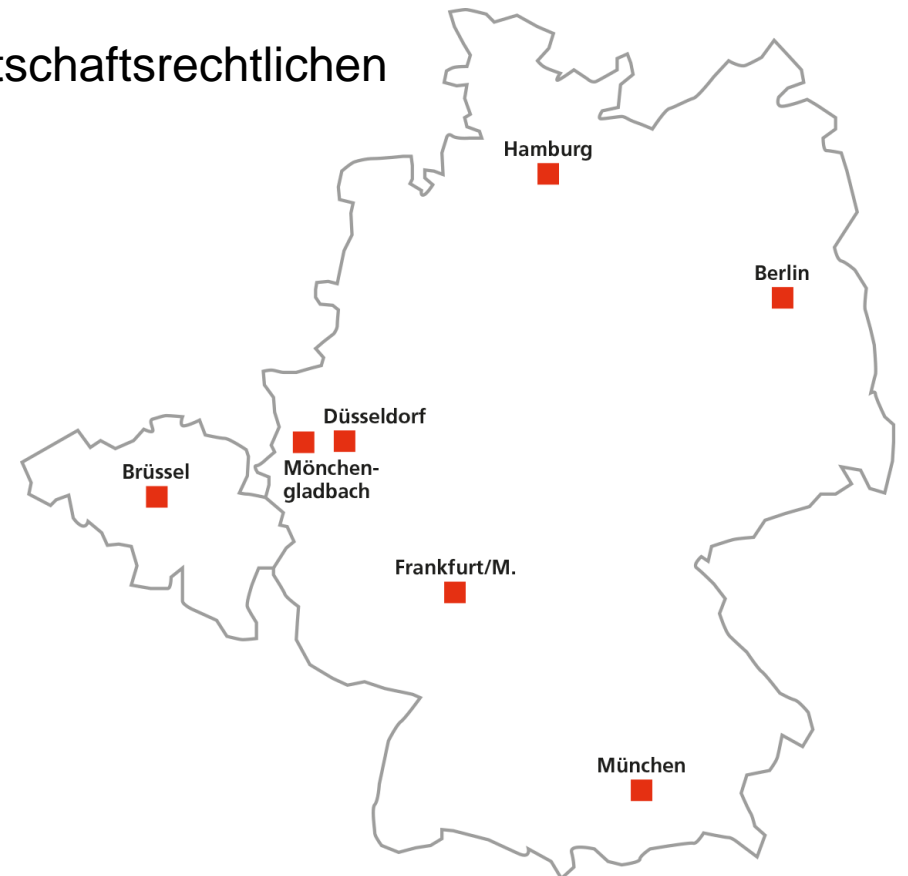 tschaftsrechtlichen
Hamburg
Berlin
Düsseldorf
Mönchen-
gladbach
Brüssel
Frankfurt/M.
München